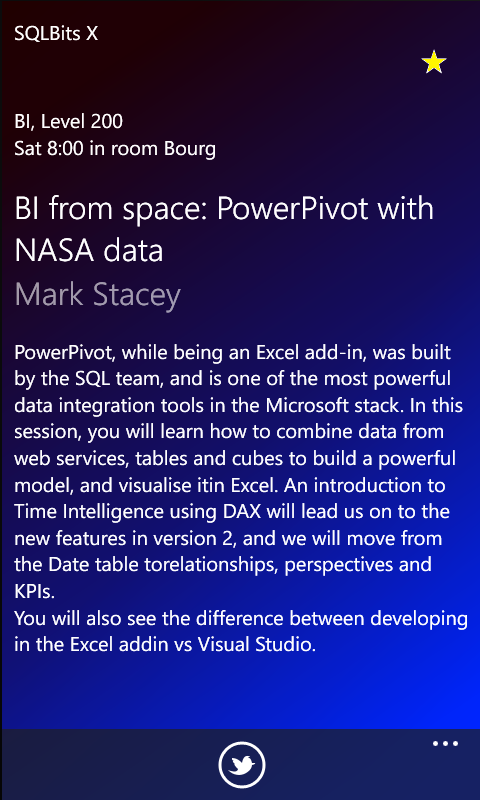 SQLBits X
BI, Level 200
Sat 8:00 in room Bourg
BI from space: PowerPivot with
NASA data
Mark Stacey
PowerPivot, while being an Excel add-in, was built
by the SQL team, and is one of the most powerful
data integration tools in the Microsoft stack. In this
session, you will learn how to combine data from
web services, tables and cubes to build a powerful
model, and visualise itin Excel. An introduction to
Time Intelligence using DAX will lead us on to the
new features in version 2, and we will move from
the Date table torelationships, perspectives and
KPIs.
You will also see the difference between developing
in the Excel addin vs Visual Studio.